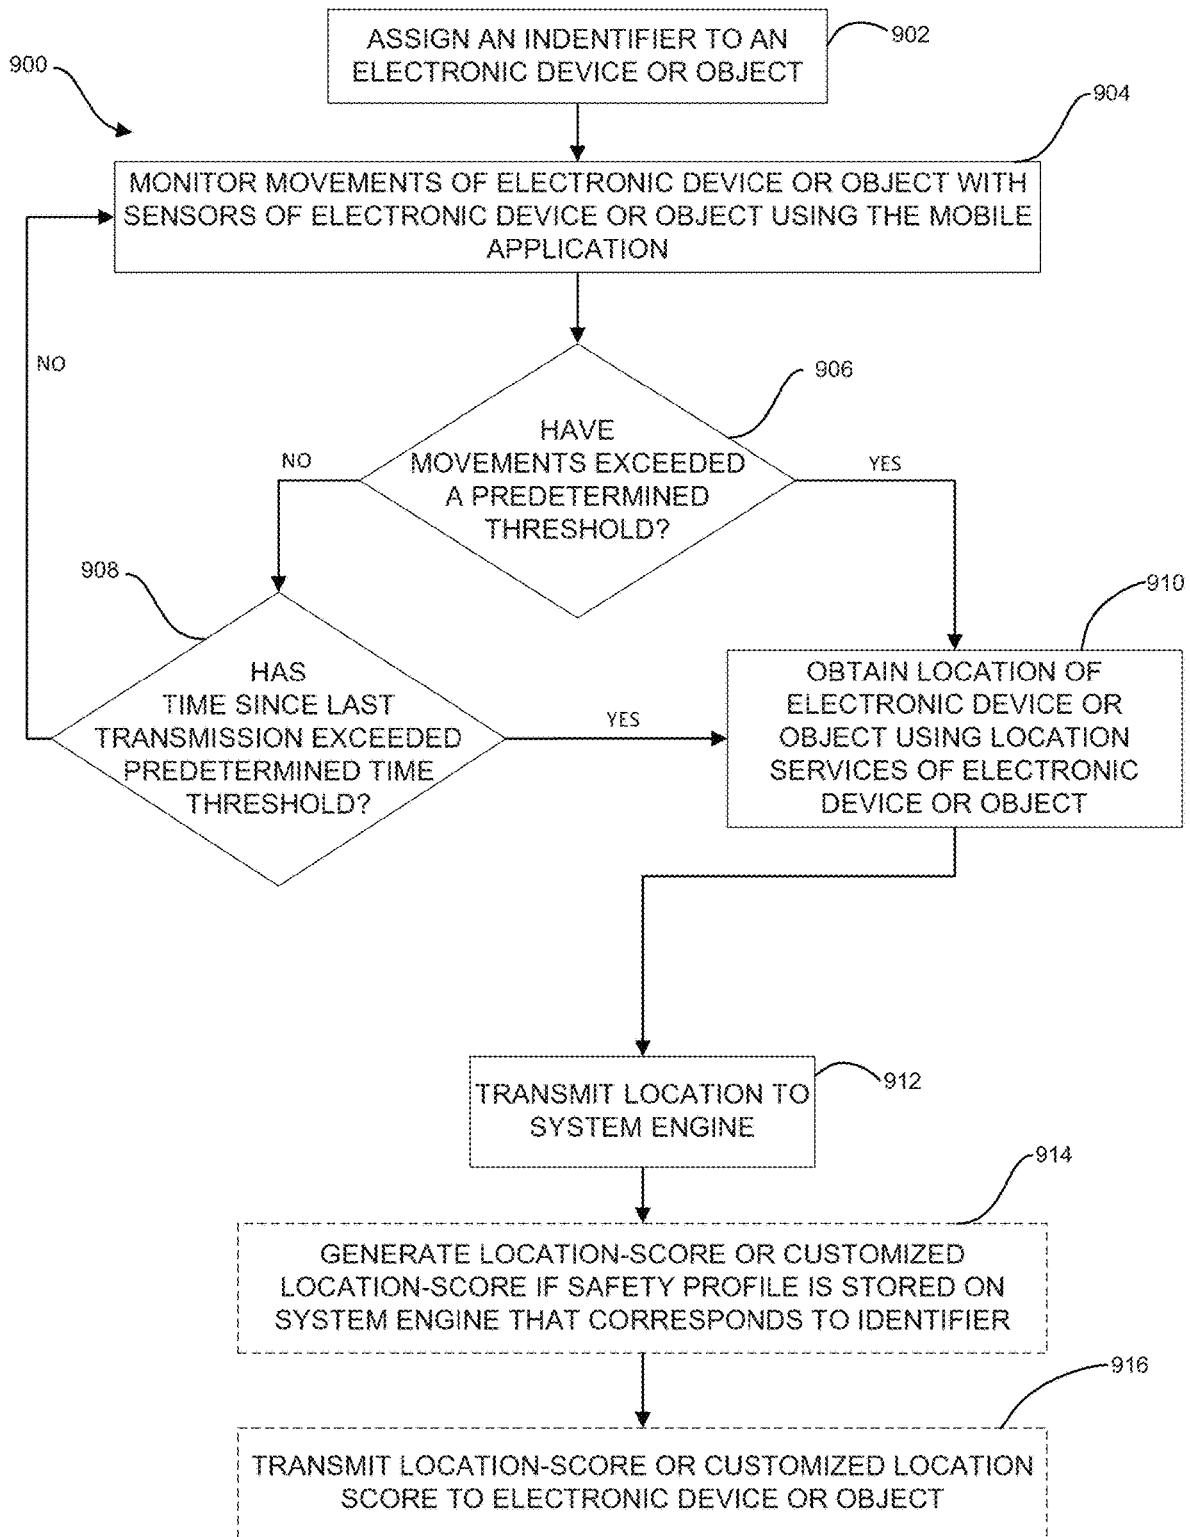 ASSIGN AN INDENTIFIER TO AN
ELECTRONIC DEVICE OR OBJECT
902
900
904
MONITOR MOVEMENTS OF ELECTRONIC DEVICE OR OBJECT WITH
SENSORS OF ELECTRONIC DEVICE OR OBJECT USING THE MOBILE
APPLICATION
NO
906
HAVE
MOVEMENTS EXCEEDED
A PREDETERMINED
THRESHOLD?
NO
YES
908
HAS
TIME SINCE LAST
TRANSMISSION EXCEEDED
PREDETERMINED TIME
THRESHOLD?
YES
910
OBTAIN LOCATION OF
ELECTRONIC DEVICE OR
OBJECT USING LOCATION
SERVICES OF ELECTRONIC
DEVICE OR OBJECT
912
TRANSMIT LOCATION TO
SYSTEM ENGINE
914
GENERATE LOCATION-SCORE OR CUSTOMIZED
LOCATION-SCORE IF SAFETY PROFILE IS STORED ON
SYSTEM ENGINE THAT CORRESPONDS TO IDENTIFIER
916
TRANSMIT LOCATION-SCORE OR CUSTOMIZED LOCATION
SCORE TO ELECTRONIC DEVICE OR OBJECT